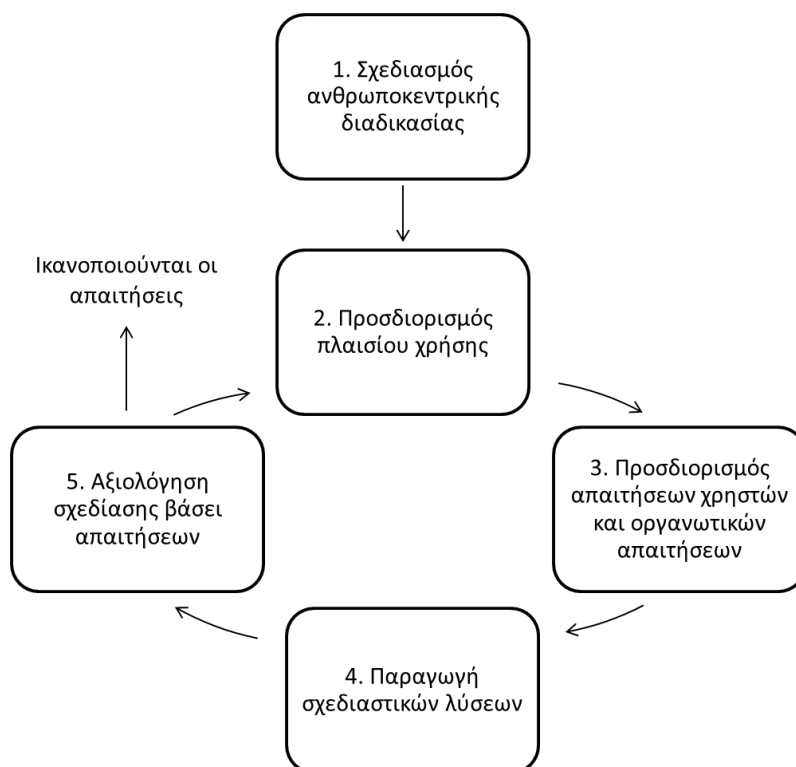 1. Σχεδιασμός
ανθρωποκεντρικής
διαδικασίας
Ικανοποιούνται οι
απαιτήσεις
2. Προσδιορισμός
πλαισίου χρήσης
5. Αξιολόγηση
σχεδίασης βάσει
απαιτήσεων
3. Προσδιορισμός
απαιτήσεων χρηστών
και οργανωτικών
απαιτήσεων
4. Παραγωγή
σχεδιαστικών λύσεων